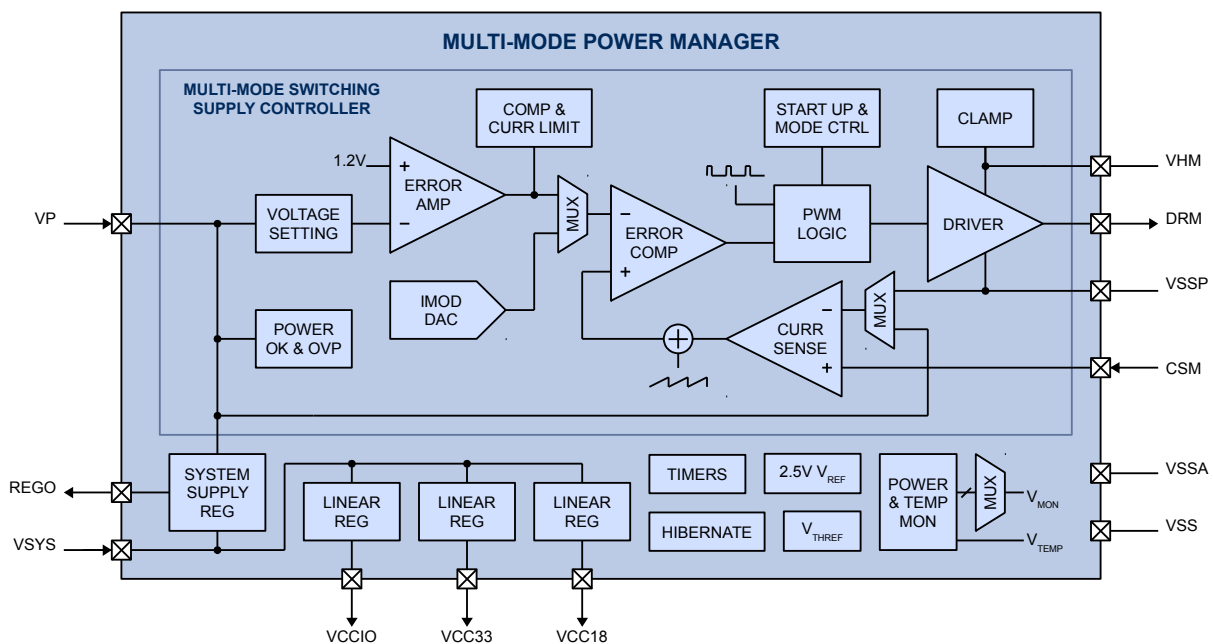 MULTI-MODE POWER MANAGER
MULTI-MODE SWITCHING
SUPPLY CONTROLLER
COMP &
CURR LIMIT
START UP &
MODE CTRL
CLAMP
1.2V
+
−
ERROR
AMP
MUX
VP
VOLTAGE
SETTING
−
+
ERROR
COMP
PWM
LOGIC
DRIVER
VHM
DRM
VSSP
CSM
IMOD
DAC
POWER
OK & OVP
CURR
SENSE
−
+
MUX
REGO
SYSTEM
SUPPLY
REG
VSYS
LINEAR
REG
LINEAR
REG
LINEAR
REG
TIMERS
2.5V VREF
HIBERNATE
VTHREF
POWER
& TEMP
MON
MUX
VMON
VTEMP
VSSA
VSS
VCCIO
VCC33
VCC18